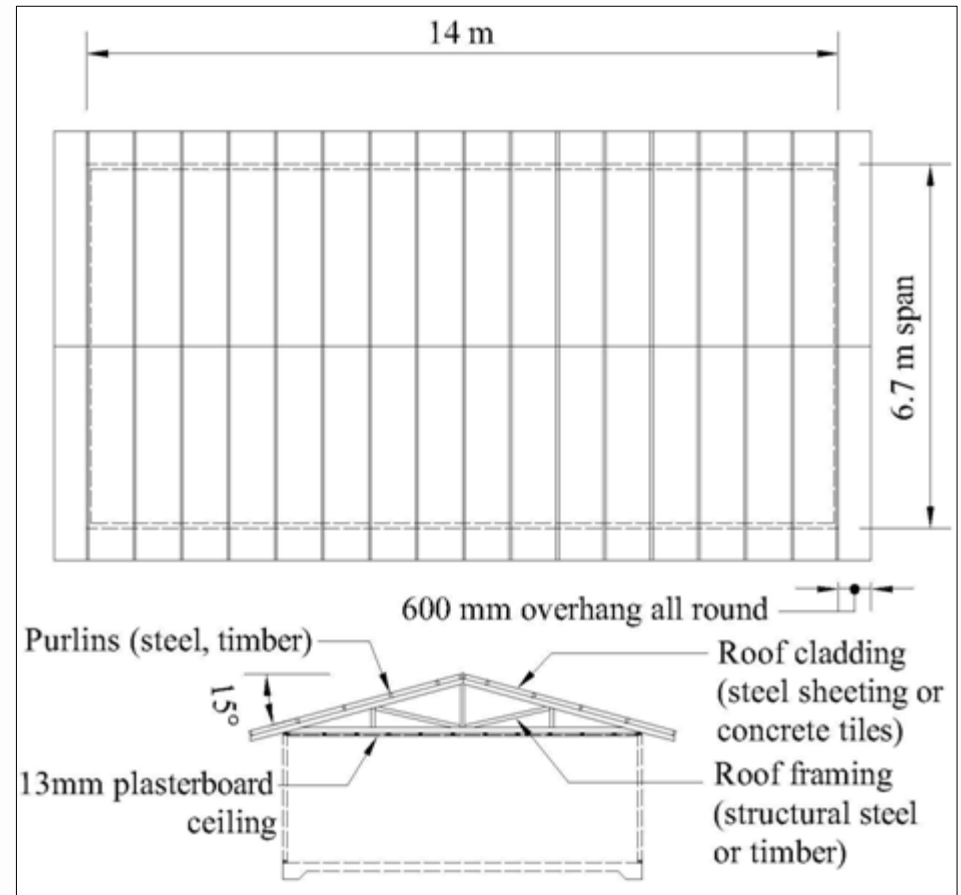 14 m
6.7 m span
600 mm overhang all round
Purlins (steel, timber)
15°
Roof cladding
(steel sheeting or
concrete tiles)
13mm plasterboard
ceiling
Roof framing
(structural steel
or timber)